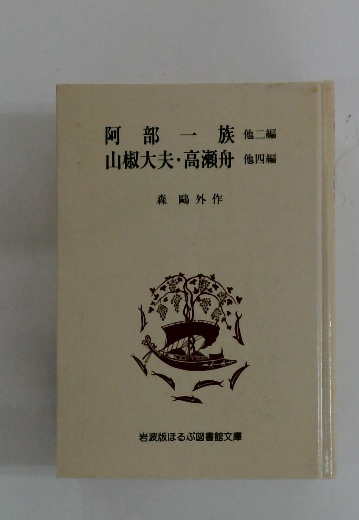 阿部一族 他二編
山椒大夫・高瀬舟 他四編
森鷗外作
岩波版ほるぷ図書館文庫